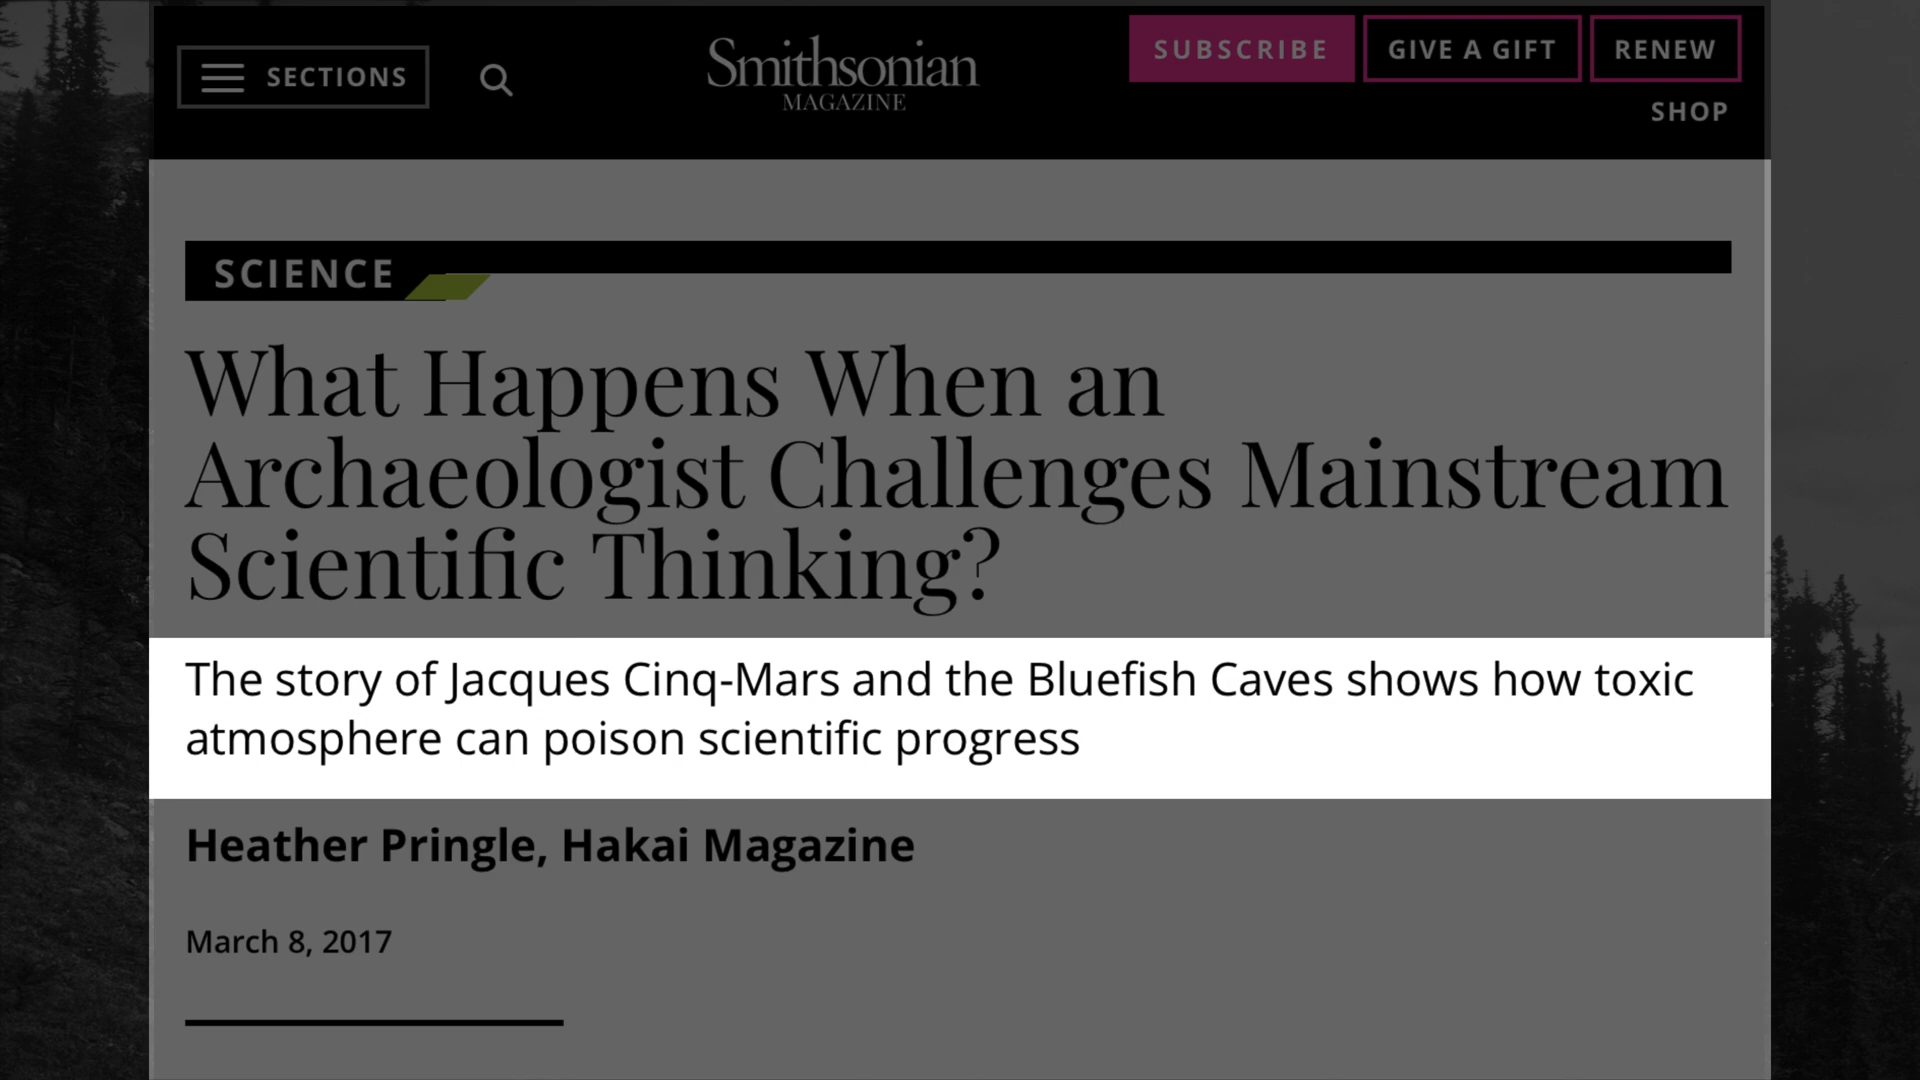 SECTIONS
Smithsonian
MAGAZINE
SUBSCRIBE
GIVE A GIFT
RENEW
SHOP
SCIENCE
What Happens When an
Archaeologist Challenges Mainstream
Scientific Thinking?
The story of Jacques Cinq-Mars and the Bluefish Caves shows how toxic
atmosphere can poison scientific progress
Heather Pringle, Hakai Magazine
March 8, 2017